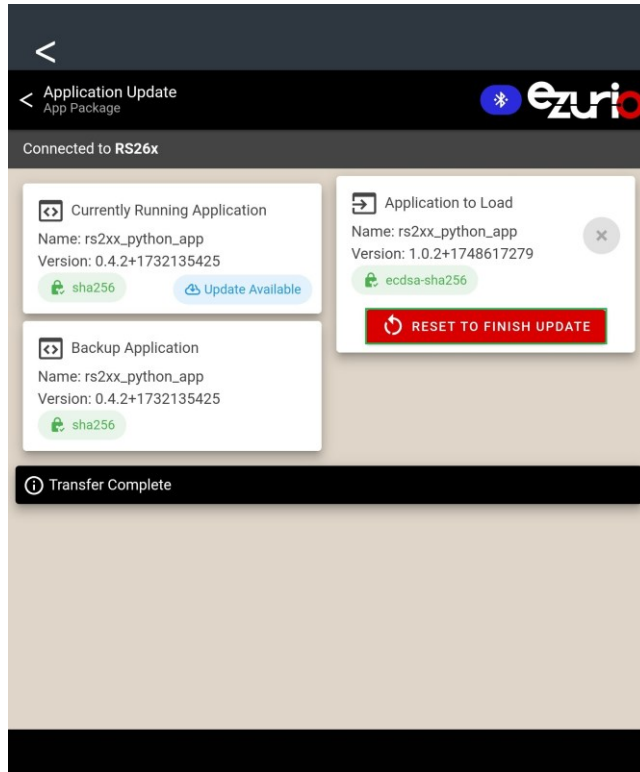 Application Update
App Package
ezurio
Connected to RS26x
Currently Running Application
Name: rs2xx_python_app
Version: 0.4.2+1732135425
sha256
Update Available
Application to Load
Name: rs2xx_python_app
Version: 1.0.2+1748617279
ecdsa-sha256
RESET TO FINISH UPDATE
Backup Application
Name: rs2xx_python_app
Version: 0.4.2+1732135425
sha256
Transfer Complete